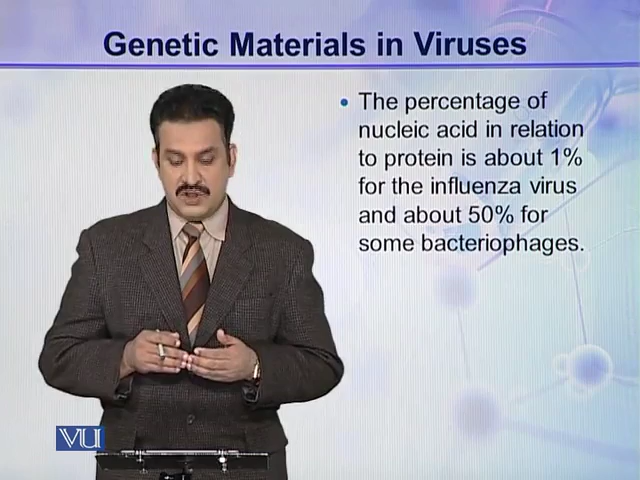 Genetic Materials in Viruses
• The percentage of
nucleic acid in relation
to protein is about 1%
for the influenza virus
and about 50% for
some bacteriophages.
VU